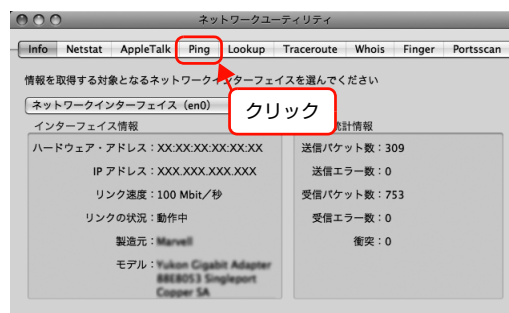 ネットワークユーティリティ
Info Netstat AppleTalk Ping Lookup Traceroute Whois Finger Portsscan
情報を取得する対象となるネットワークインターフェイスを選んでください
ネットワークインターフェイス (en0)
クリック
インターフェイス情報
計情報
ハードウェア・アドレス：XX:XX:XX:XX:XX:XX
送信パケット数：309
IP アドレス：XXX.XXX.XXX.XXX
送信エラー数：0
リンク速度：100 Mbit／秒
受信パケット数：753
リンクの状況：動作中
受信エラー数：0
製造元：Marvell
衝突：0
モデル：Yukon Gigabit Adapter
88E8053 Singleport
Copper SA